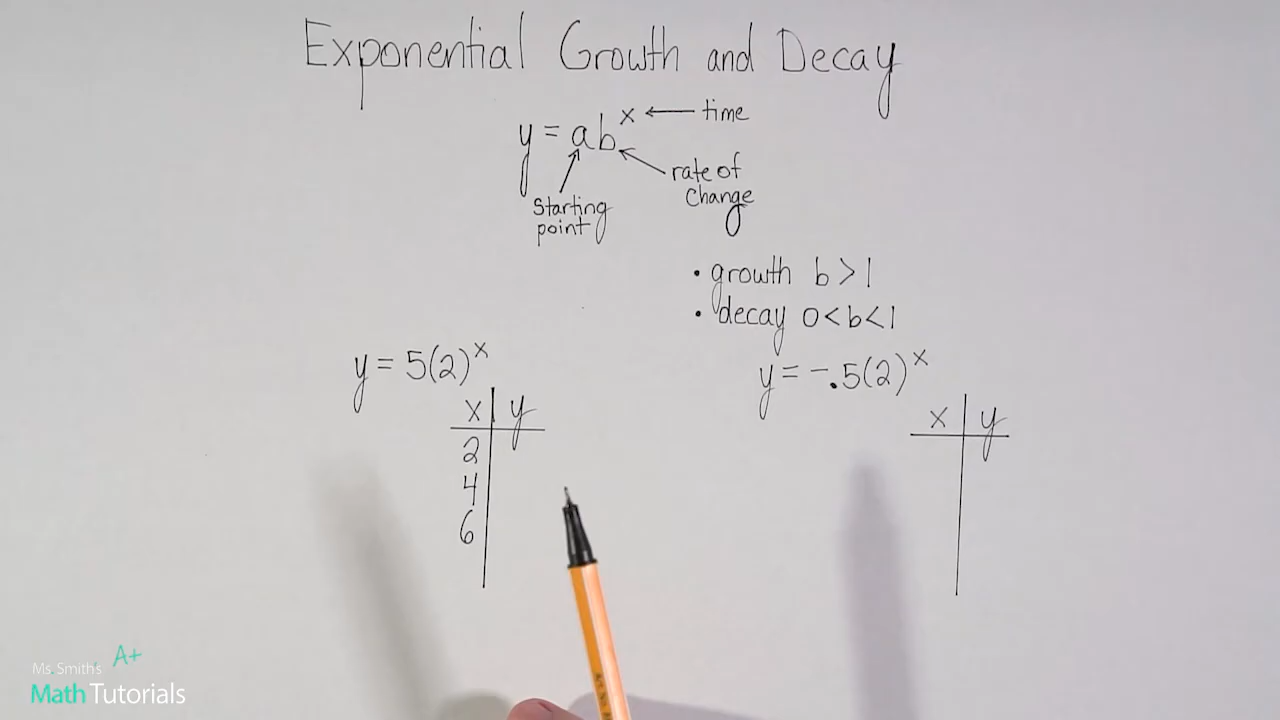 Exponential Growth and Decay
y = ab^x ← time
rate of
change
Starting
point
• growth b > 1
• decay 0 < b < 1
y = 5(2)^x
x y
2
4
6
y = -.5(2)^x
x y
Ms. Smith's A+
Math Tutorials